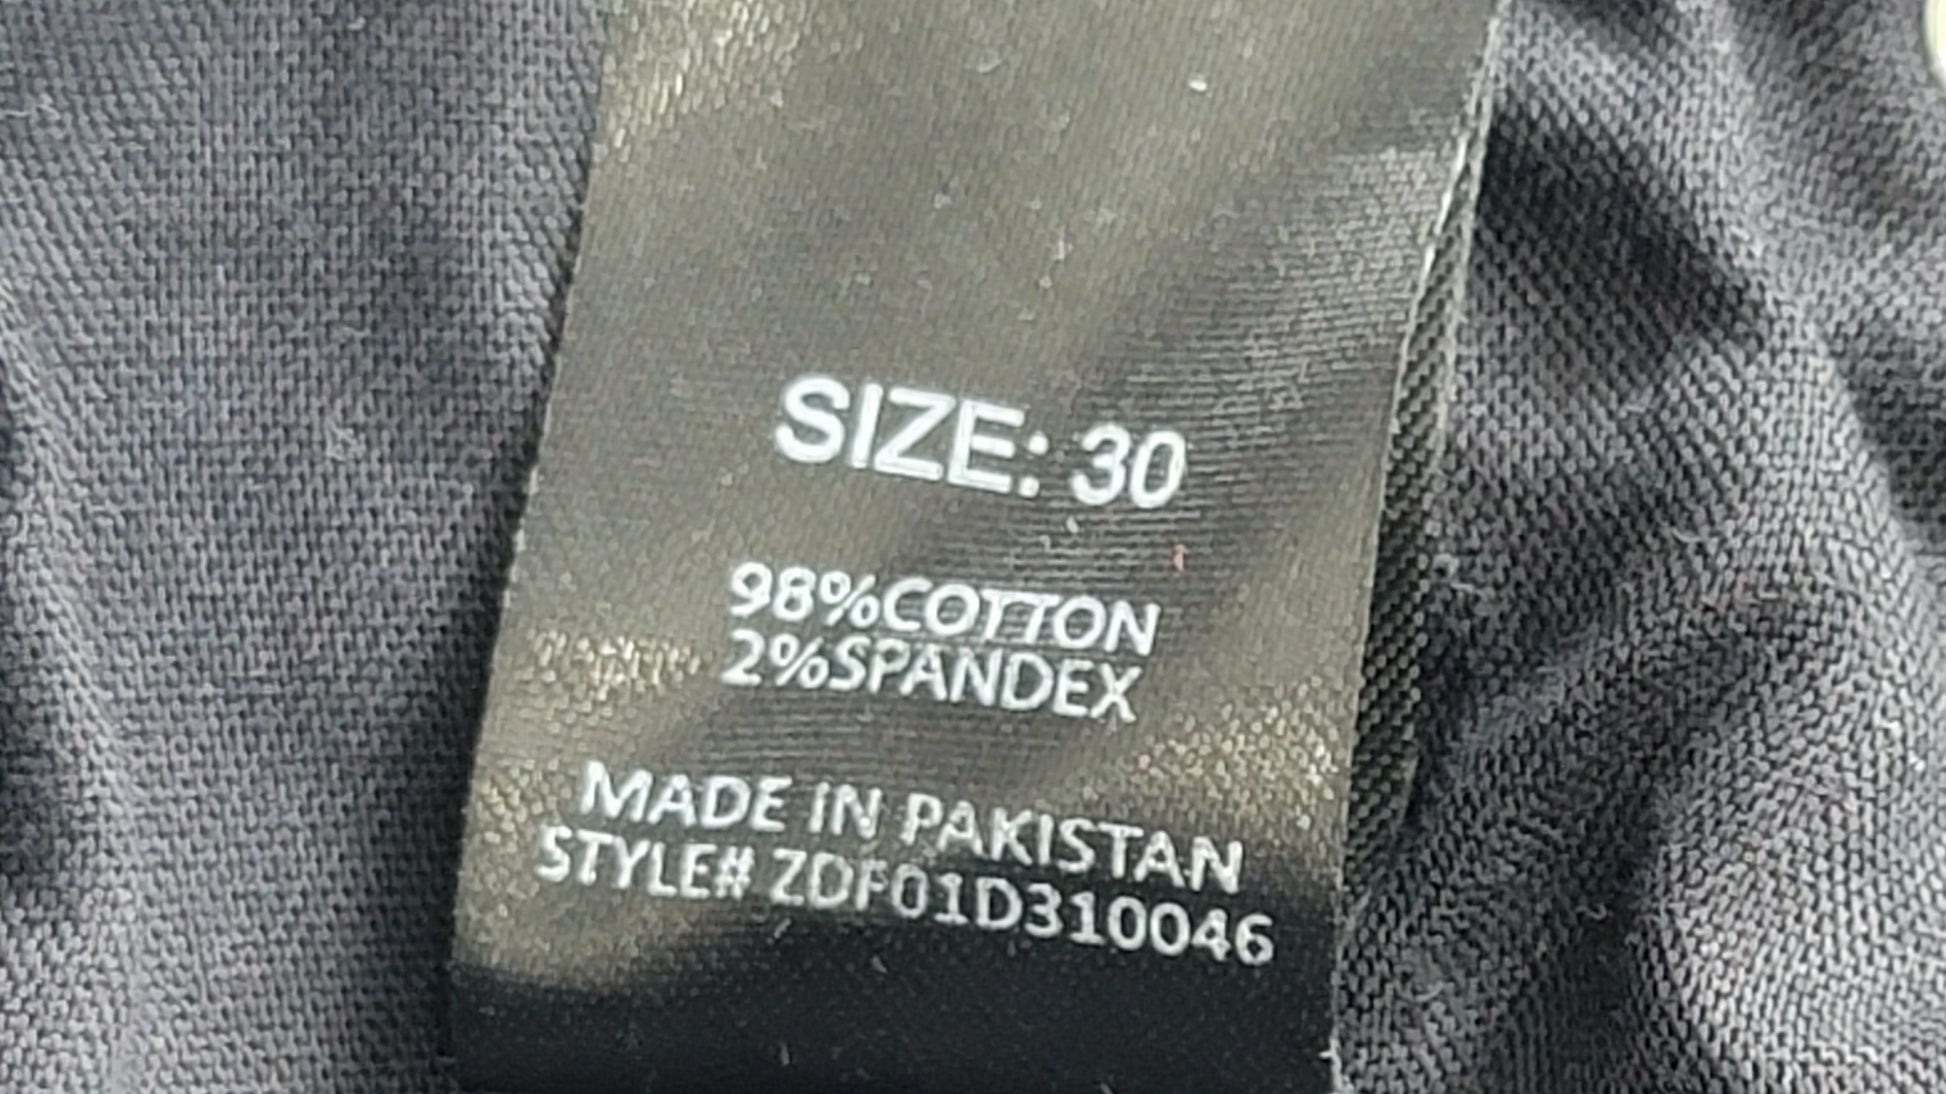 SIZE: 30
98%COTTON
2%SPANDEX
MADE IN PAKISTAN
STYLE# ZDF01D310046